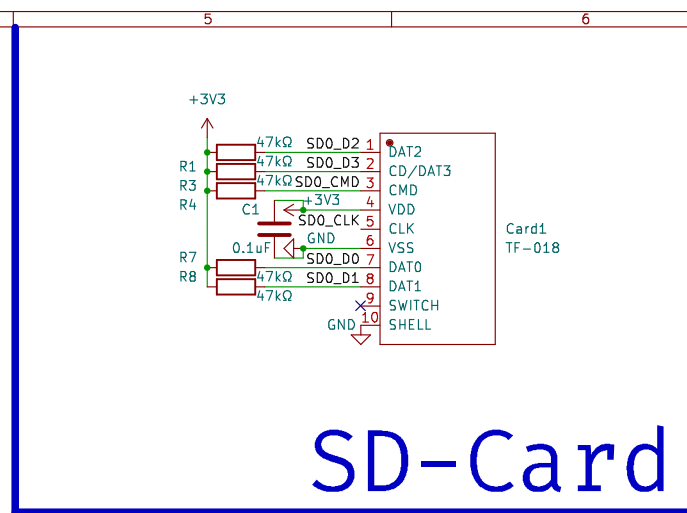 5 6
+3V3
47kΩ SD0_D2 1 DAT2
R1 47kΩ SD0_D3 2 CD/DAT3
R3 47kΩ SD0_CMD 3 CMD
R4 +3V3 4 VDD
C1 SD0_CLK 5 CLK Card1
0.1uF GND 6 VSS TF-018
R7 SD0_D0 7 DAT0
R8 47kΩ SD0_D1 8 DAT1
47kΩ 9 SWITCH
GND 10 SHELL
SD-Card